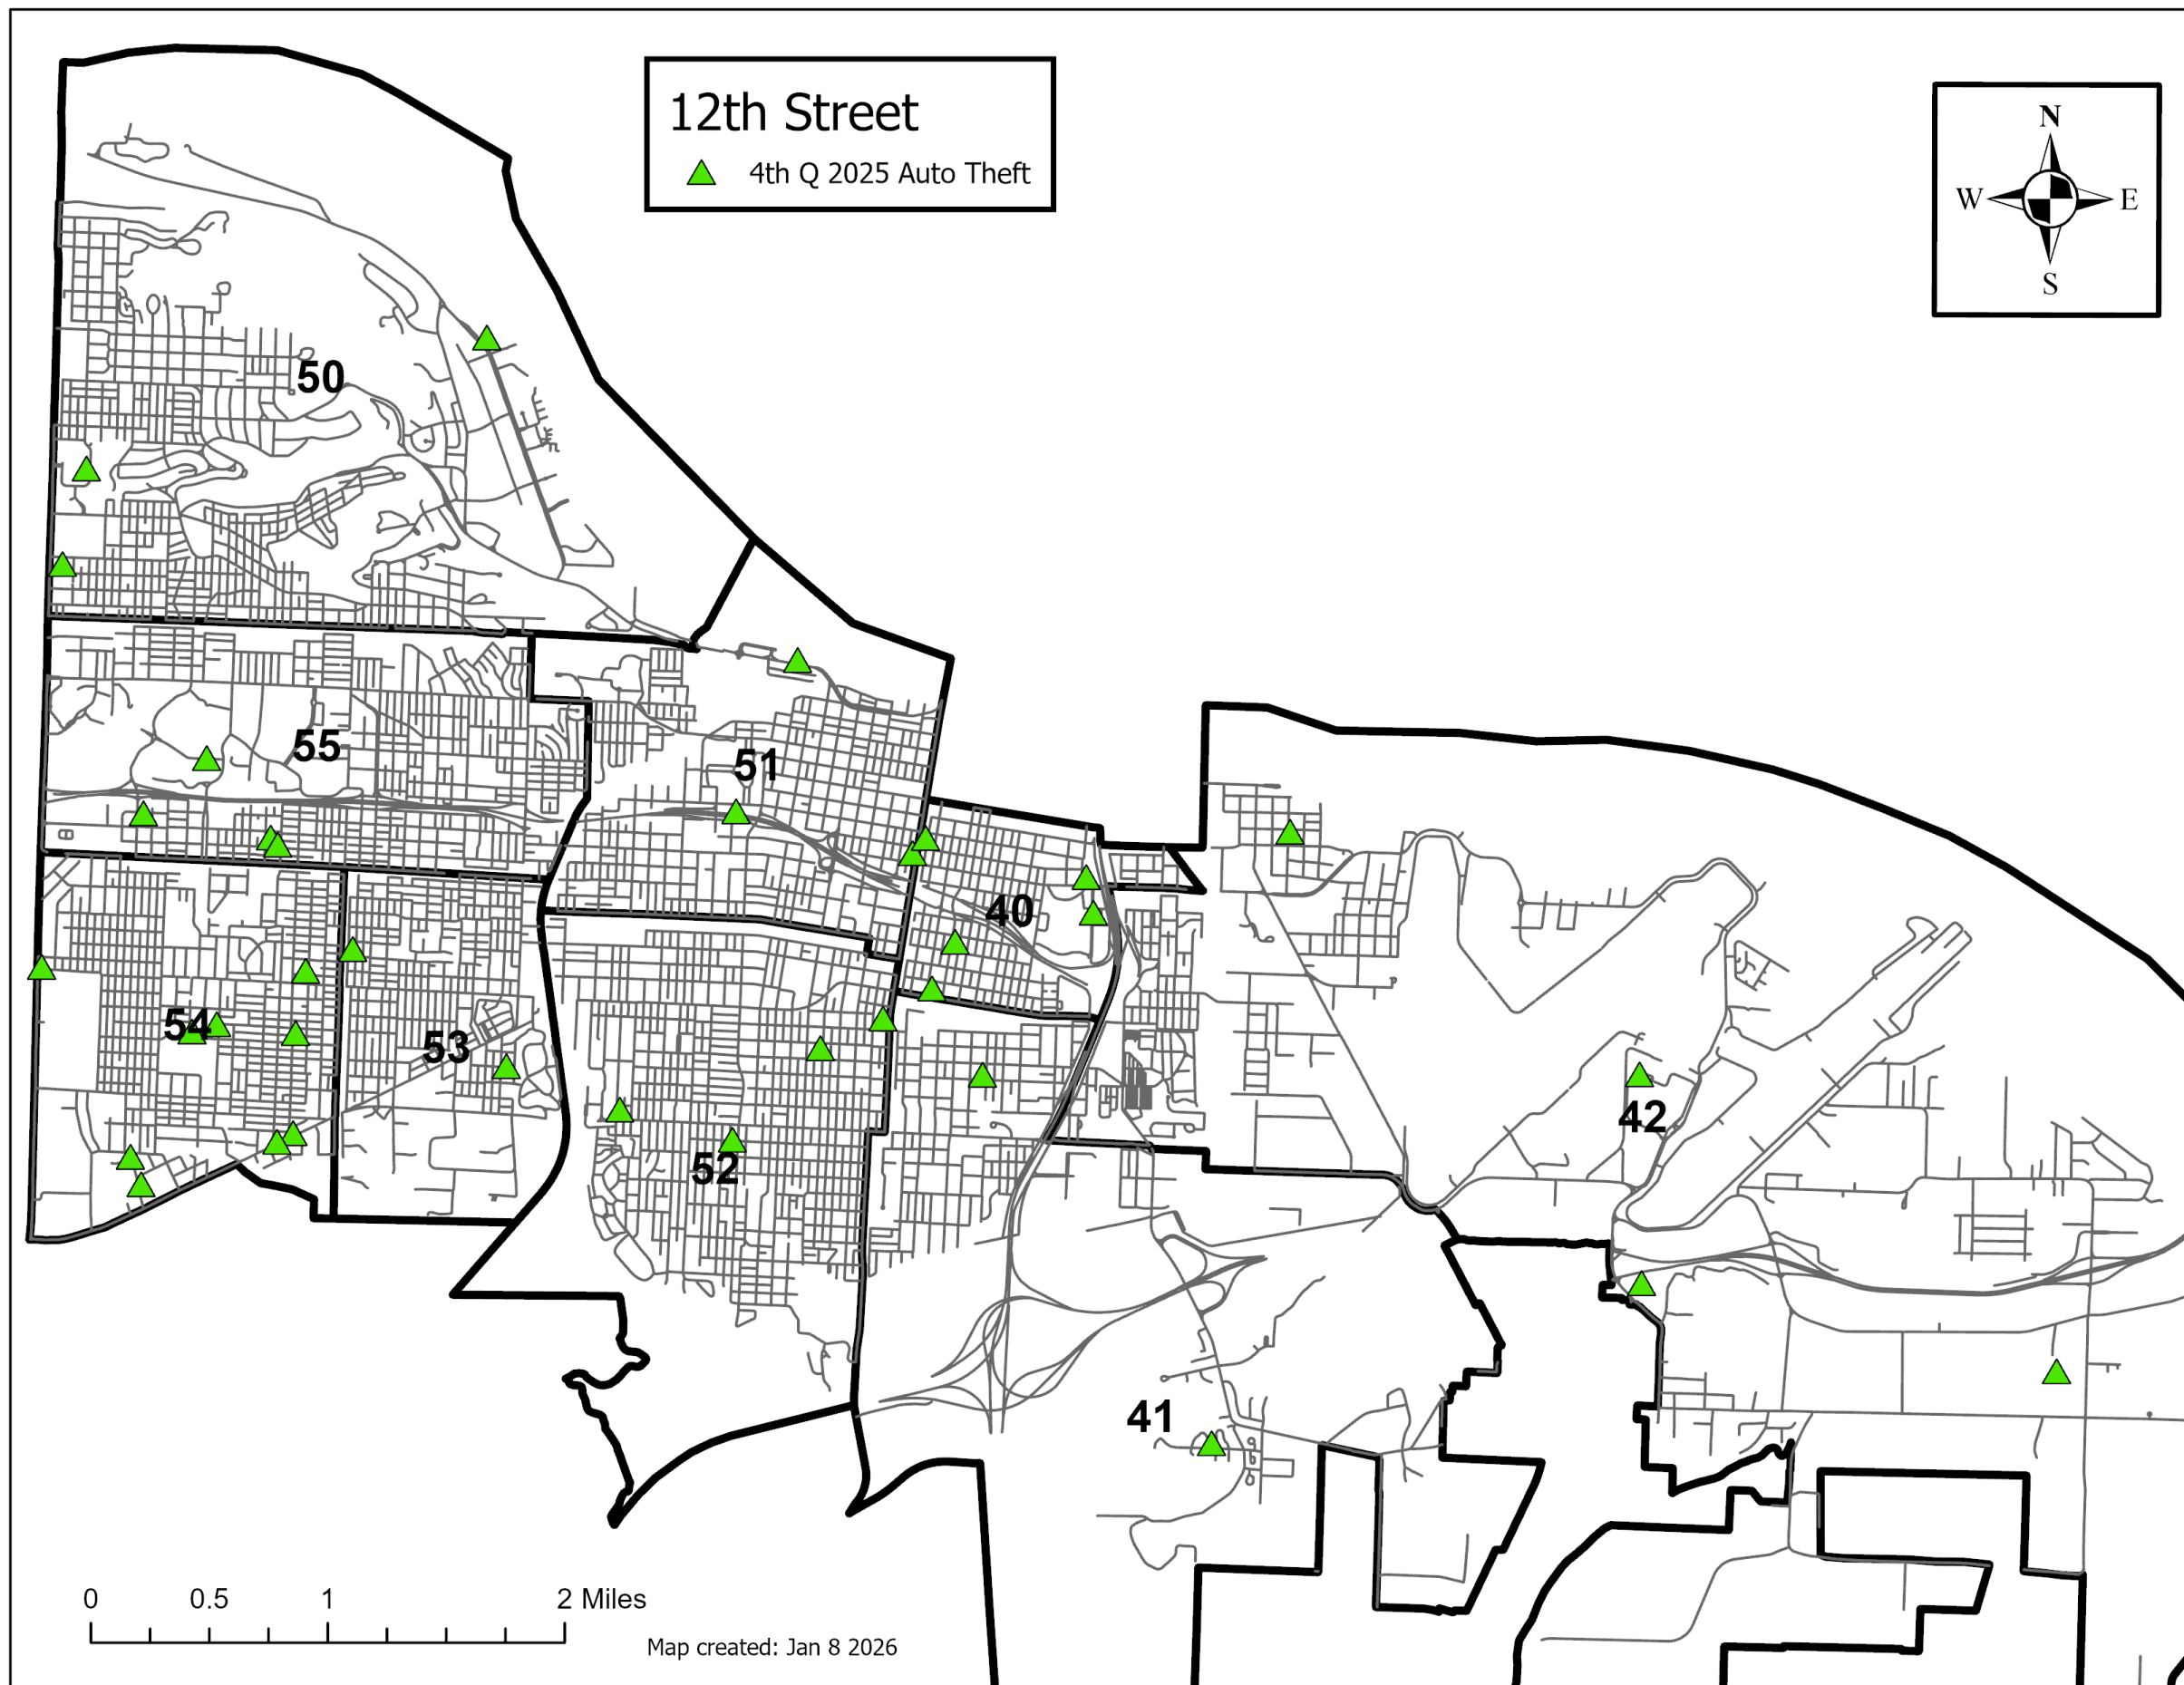 12th Street
4th Q 2025 Auto Theft
N
W E
S
50
55
51
40
54
53
42
52
41
0 0.5 1 2 Miles
Map created: Jan 8 2026